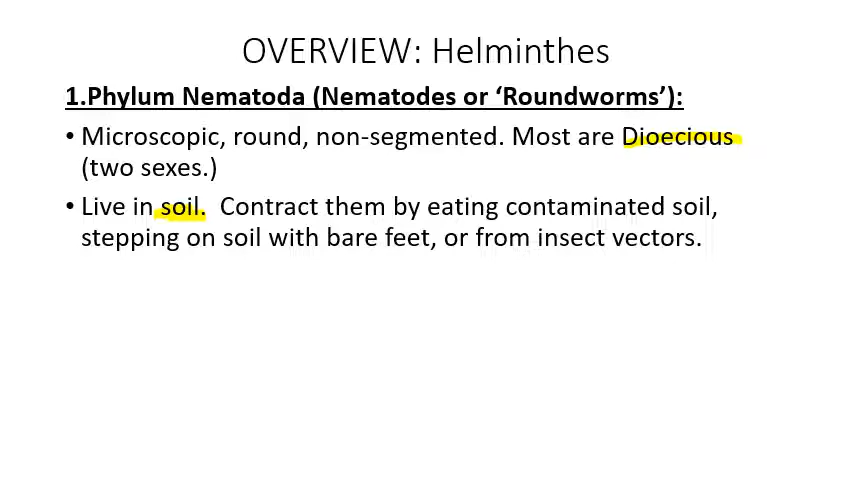 OVERVIEW: Helminthes
1.Phylum Nematoda (Nematodes or ‘Roundworms’):
• Microscopic, round, non-segmented. Most are Dioecious
(two sexes.)
• Live in soil.  Contract them by eating contaminated soil,
stepping on soil with bare feet, or from insect vectors.